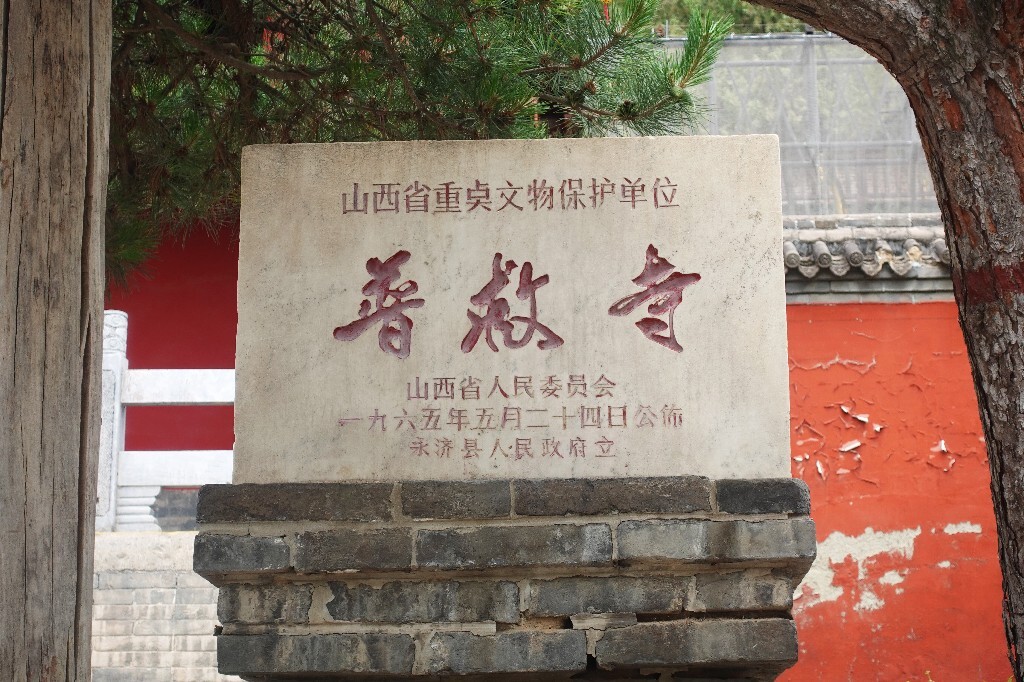 山西省重点文物保护单位
普救寺
山西省人民委员会
一九六五年五月二十四日公佈
永济县人民政府立